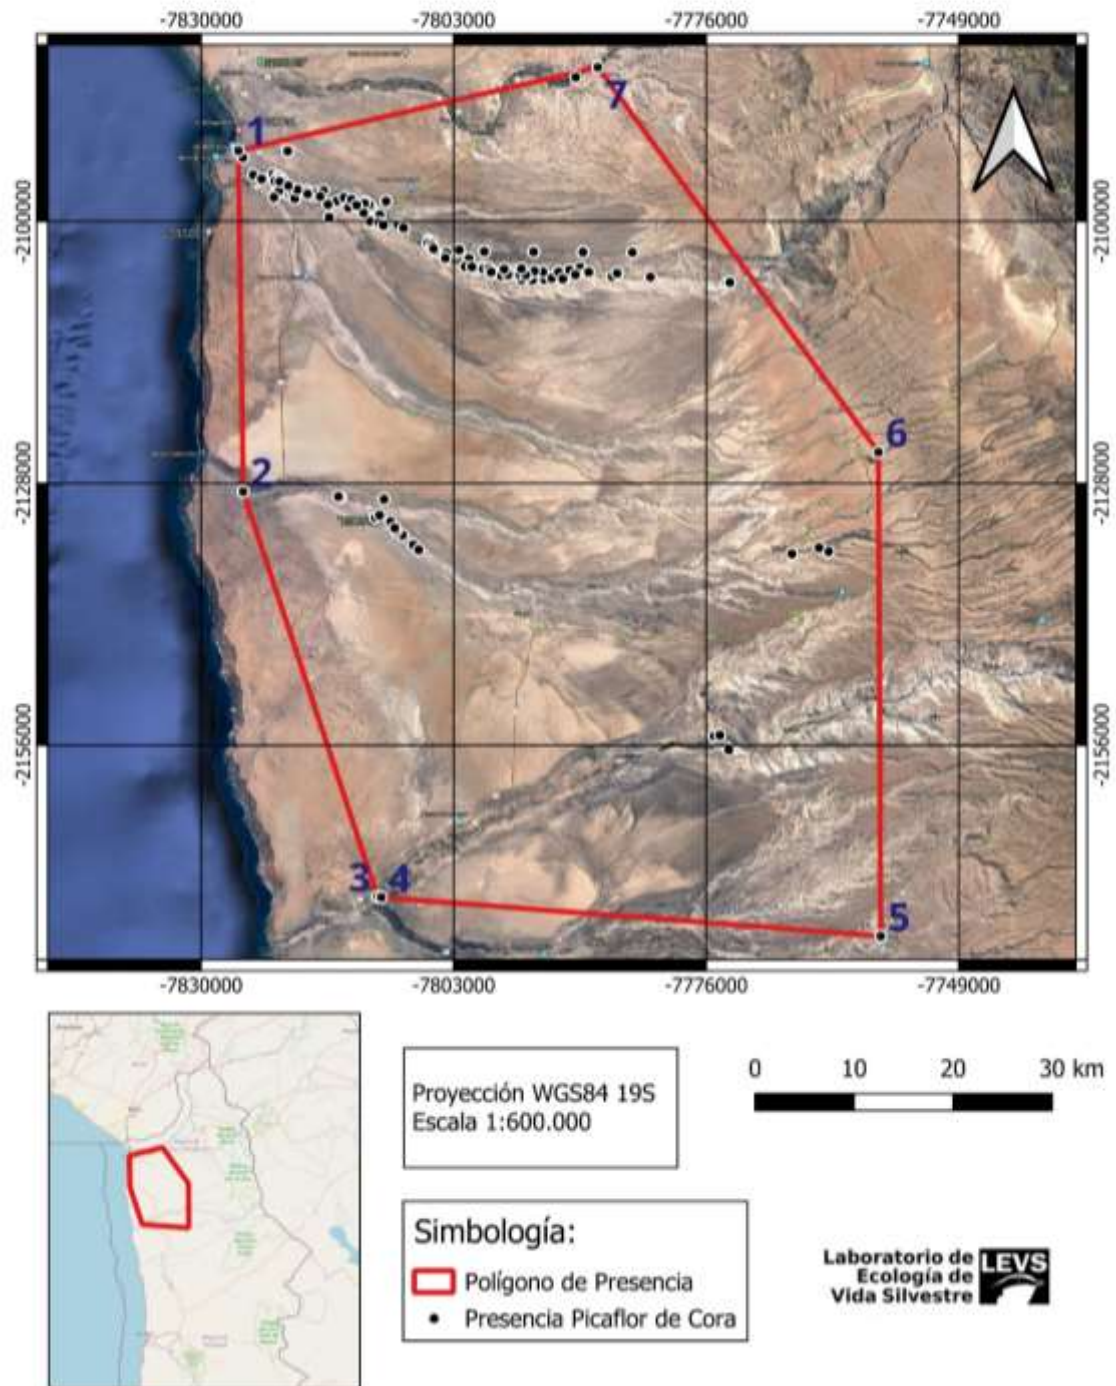 -7830000 -7803000 -7776000 -7749000
1
7
-2100000
-2100000
6
2
-2128000
-2128000
-2156000
-2156000
3 4
5
-7830000 -7803000 -7776000 -7749000
Proyección WGS84 19S
Escala 1:600.000
0 10 20 30 km
Simbología:
Polígono de Presencia
Presencia Picaflor de Cora
Laboratorio de
Ecología de
Vida Silvestre
LEVS